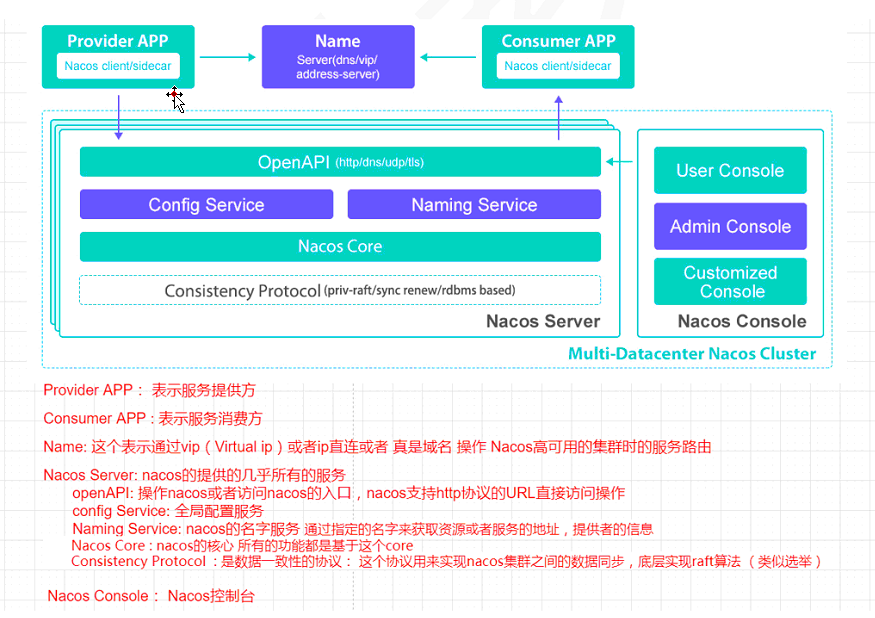 Provider APP
Nacos client/sidecar
Name
Server(dns/vip/
address-server)
Consumer APP
Nacos client/sidecar
OpenAPI (http/dns/udp/tls)
Config Service
Naming Service
Nacos Core
Consistency Protocol (priv-raft/sync renew/rdbms based)
Nacos Server
User Console
Admin Console
Customized
Console
Nacos Console
Multi-Datacenter Nacos Cluster
Provider APP： 表示服务提供方
Consumer APP : 表示服务消费方
Name: 这个表示通过vip（Virtual ip）或者ip直连或者 真是域名 操作 Nacos高可用的集群时的服务路由
Nacos Server: nacos的提供的几乎所有的服务
openAPI: 操作nacos或者访问nacos的入口，nacos支持http协议的URL直接访问操作
config Service: 全局配置服务
Naming Service: nacos的名字服务 通过指定的名字来获取资源或者服务的地址，提供者的信息
Nacos Core : nacos的核心 所有的功能都是基于这个core
Consistency Protocol ：是数据一致性的协议： 这个协议用来实现nacos集群之间的数据同步，底层实现raft算法 （ 类似选举 ）
Nacos Console： Nacos控制台